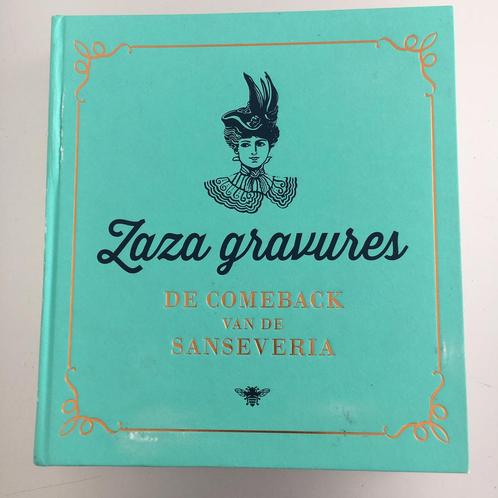 Zaza gravures
DE COMEBACK
VAN DE
SANSEVERIA